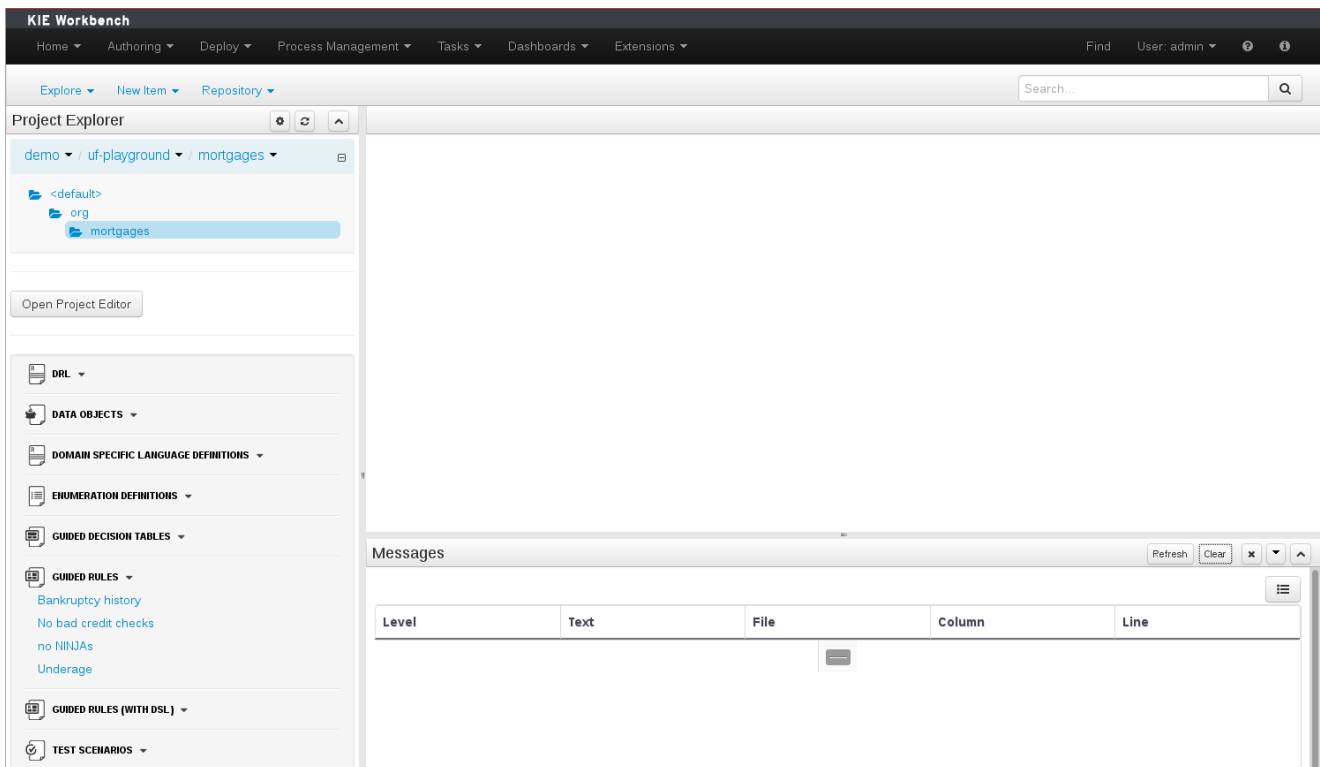 KIE Workbench
Home Authoring Deploy Process Management Tasks Dashboards Extensions Find User: admin
Explore New Item Repository Search...
Project Explorer
demo / uf-playground / mortgages
<default>
org
mortgages
Open Project Editor
DRL
DATA OBJECTS
DOMAIN SPECIFIC LANGUAGE DEFINITIONS
ENUMERATION DEFINITIONS
GUIDED DECISION TABLES
GUIDED RULES
Bankruptcy history
No bad credit checks
no NINJAs
Underage
GUIDED RULES (WITH DSL)
TEST SCENARIOS
Messages Refresh Clear
Level Text File Column Line